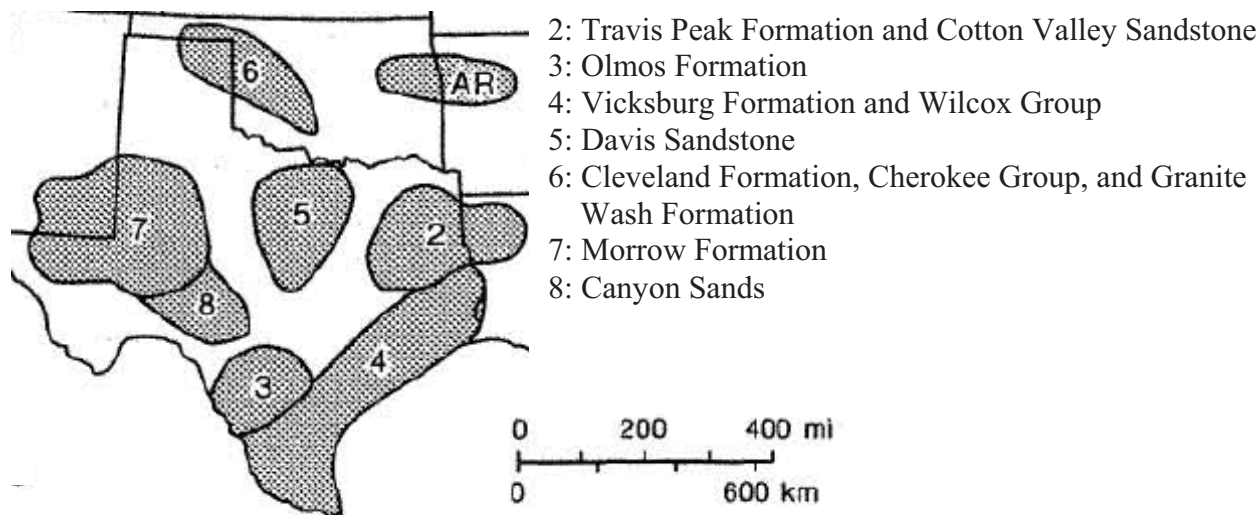 2: Travis Peak Formation and Cotton Valley Sandstone
3: Olmos Formation
4: Vicksburg Formation and Wilcox Group
5: Davis Sandstone
6: Cleveland Formation, Cherokee Group, and Granite
Wash Formation
7: Morrow Formation
8: Canyon Sands
6
AR
7
5
2
8
3
4
0 200 400 mi
0 600 km